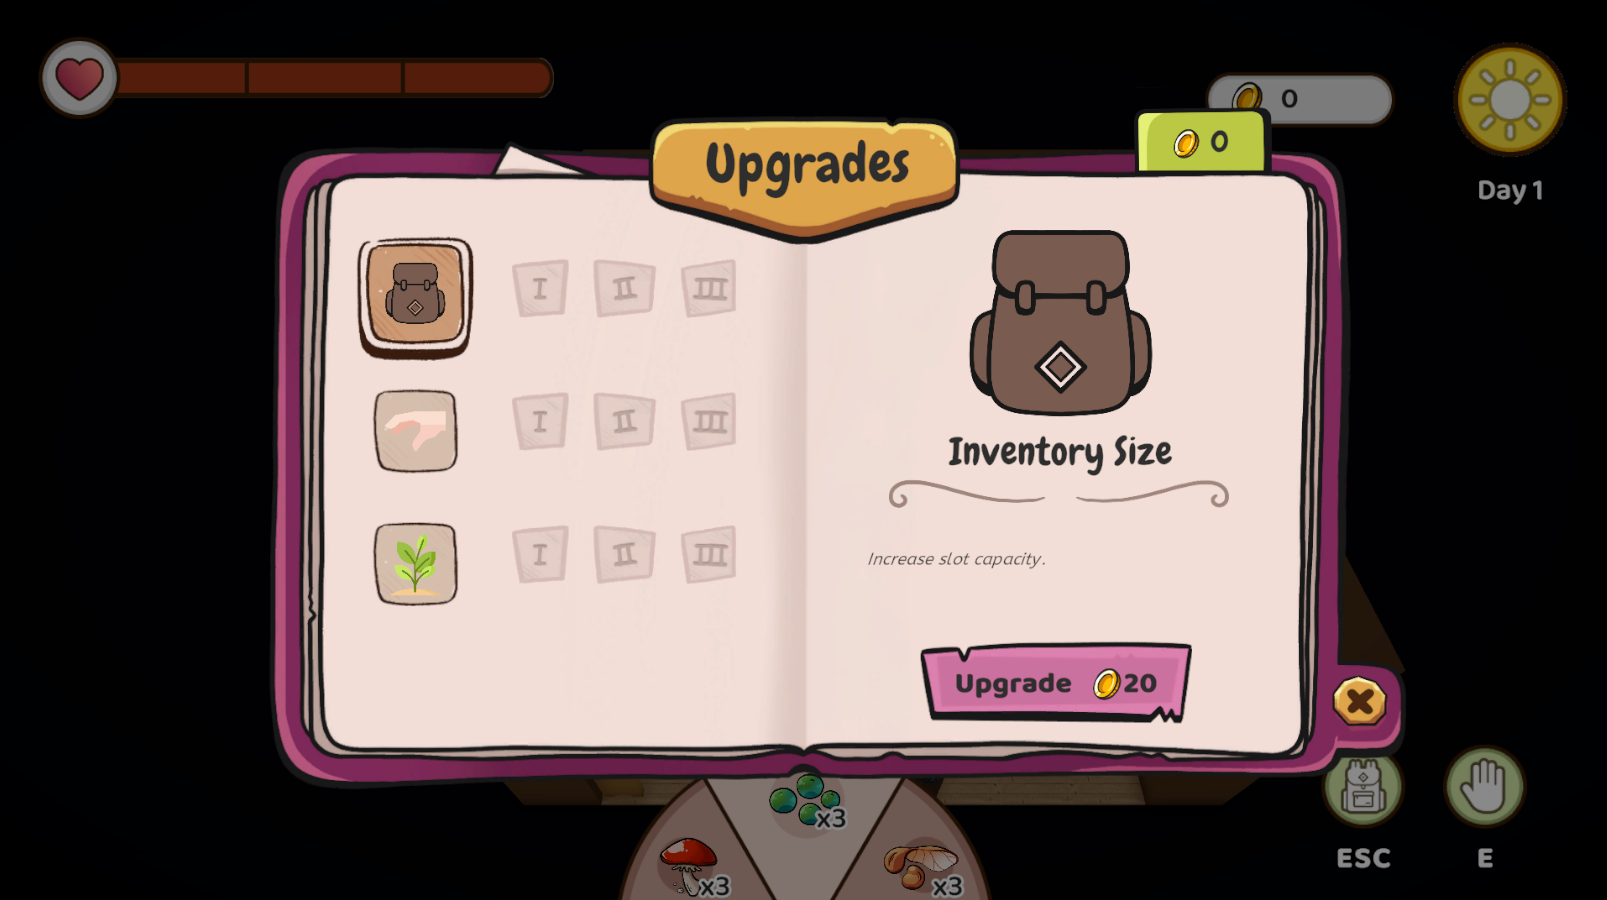 0
Day 1
Upgrades
0
I II III
I II III
I II III
Inventory Size
Increase slot capacity.
Upgrade 20
x3
x3
x3
ESC
E